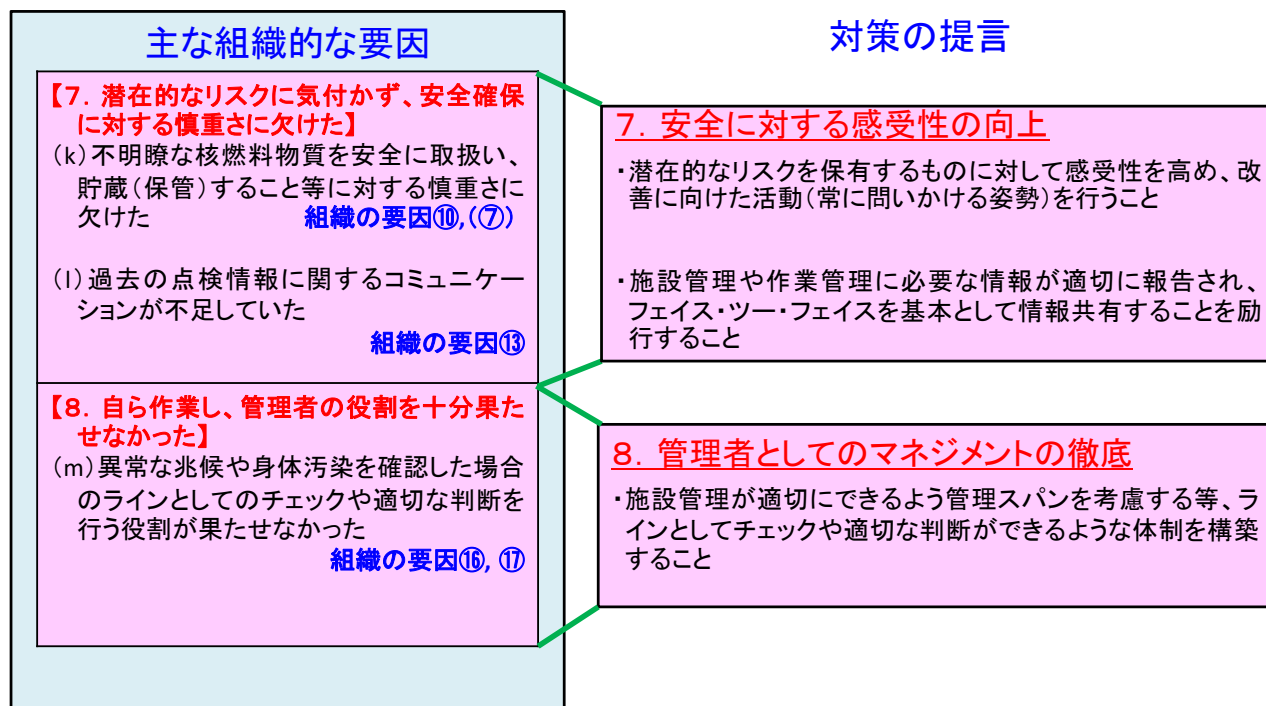 主な組織的な要因
【７．潜在的なリスクに気付かず、安全確保
に対する慎重さに欠けた】
(k)不明瞭な核燃料物質を安全に取扱い、
貯蔵(保管)すること等に対する慎重さに
欠けた 組織の要因⑩,(⑦)
(l)過去の点検情報に関するコミュニケー
ションが不足していた
組織の要因⑬
【８．自ら作業し、管理者の役割を十分果た
せなかった】
(m)異常な兆候や身体汚染を確認した場合
のラインとしてのチェックや適切な判断を
行う役割が果たせなかった
組織の要因⑯, ⑰
対策の提言
７．安全に対する感受性の向上
・潜在的なリスクを保有するものに対して感受性を高め、改
善に向けた活動(常に問いかける姿勢)を行うこと
・施設管理や作業管理に必要な情報が適切に報告され、
フェイス・ツー・フェイスを基本として情報共有することを励
行すること
８．管理者としてのマネジメントの徹底
・施設管理が適切にできるよう管理スパンを考慮する等、ラ
インとしてチェックや適切な判断ができるような体制を構築
すること